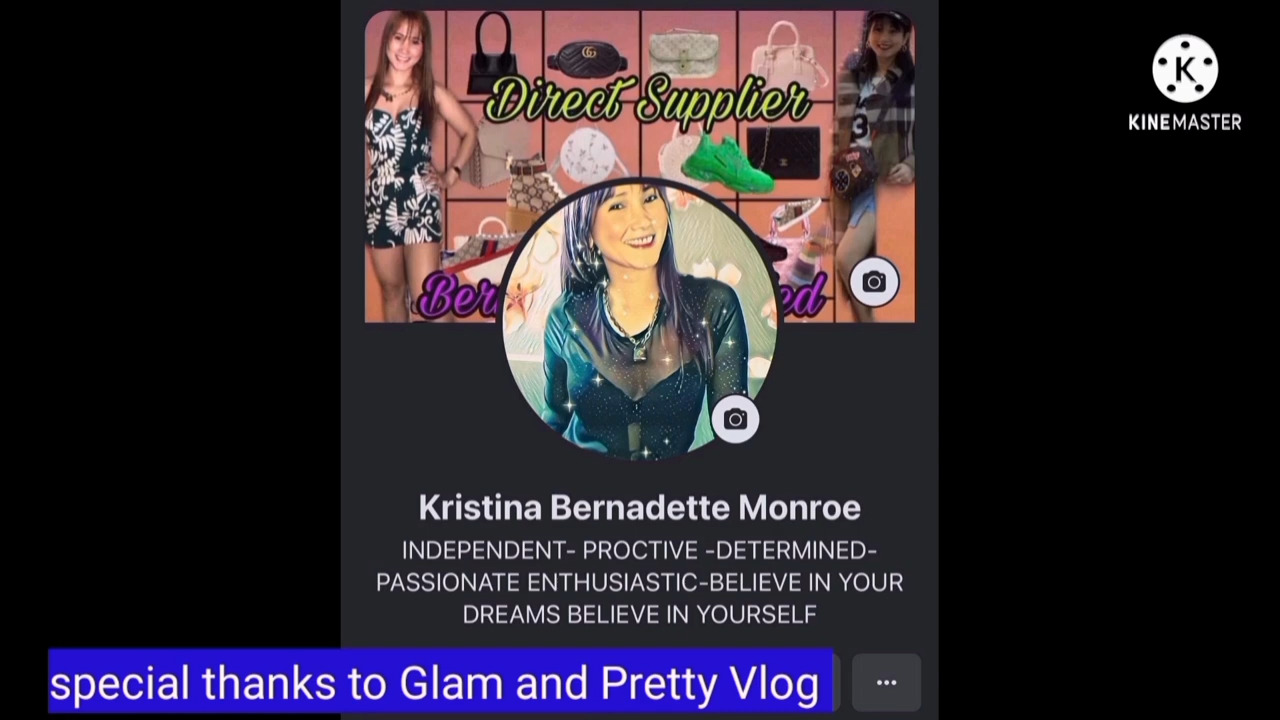 Direct Supplier
Kristina Bernadette Monroe
INDEPENDENT- PROCTIVE -DETERMINED-
PASSIONATE ENTHUSIASTIC-BELIEVE IN YOUR
DREAMS BELIEVE IN YOURSELF
special thanks to Glam and Pretty Vlog
K
KINEMASTER